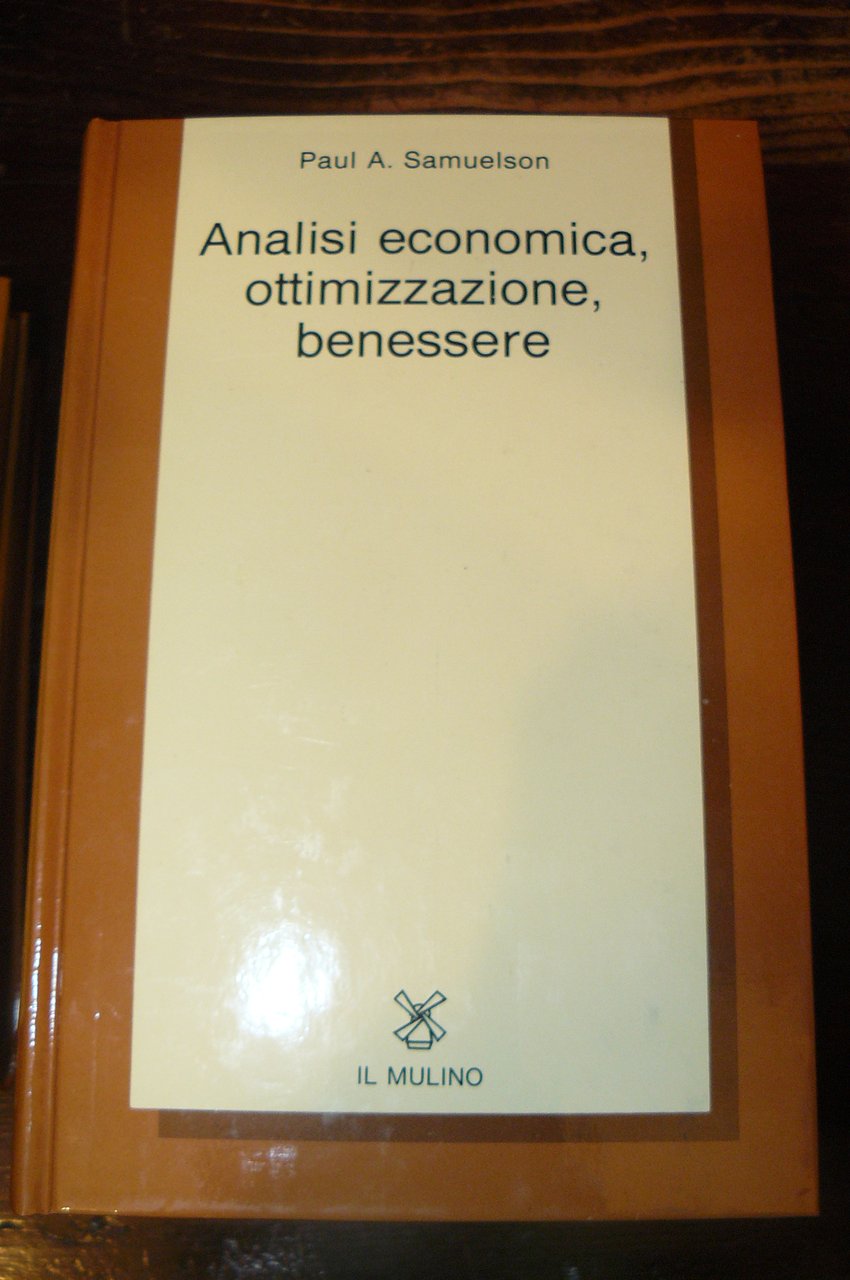 Paul A. Samuelson
Analisi economica,
ottimizzazione,
benessere
IL MULINO